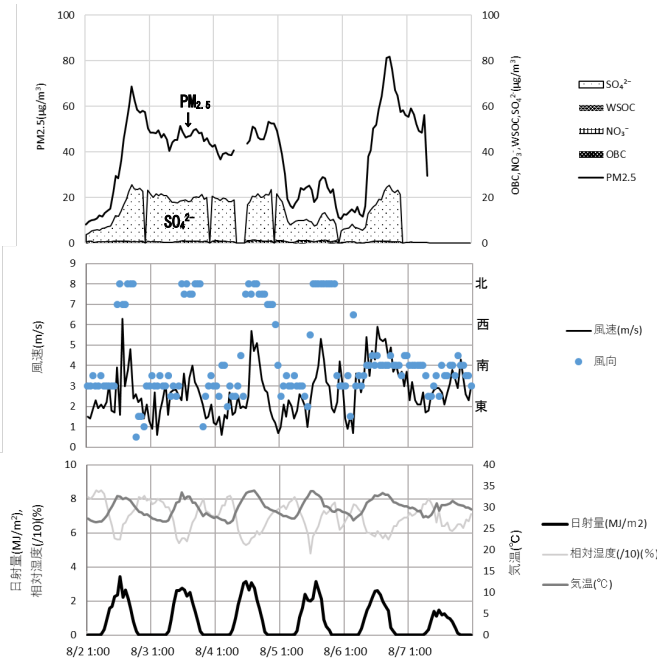 100
80
60
40
20
0
PM2.5(μg/m³)
PM₂.₅
SO₄²⁻
100
80
60
40
20
0
OBC, NO₃⁻, WSOC, SO₄²⁻(μg/m³)
SO₄²⁻
WSOC
NO₃⁻
OBC
PM2.5
9
8
7
6
5
4
3
2
1
0
風速(m/s)
北
西
南
東
風速(m/s)
風向
10
8
6
4
2
0
日射量(MJ/m²),
相対湿度(/10)(%)
40
35
30
25
20
15
10
5
0
気温(℃)
日射量(MJ/m2)
相対湿度(/10)(%)
気温(℃)
8/2 1:00 8/3 1:00 8/4 1:00 8/5 1:00 8/6 1:00 8/7 1:00